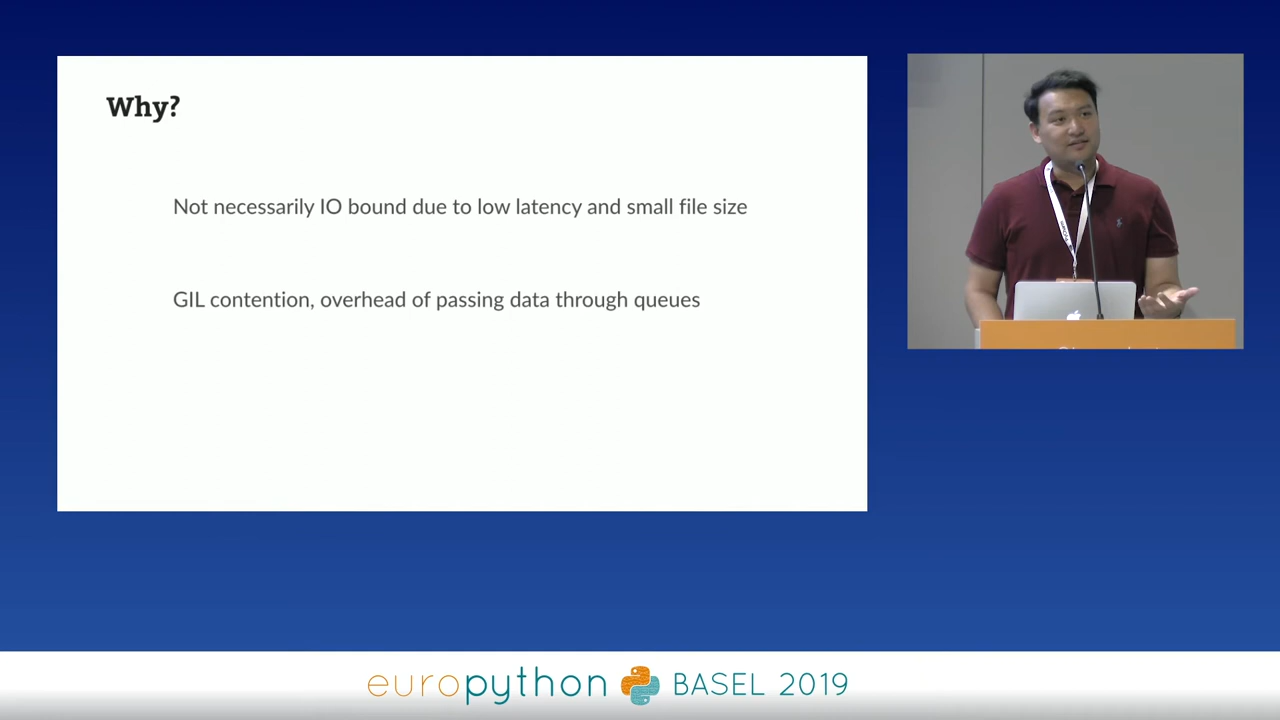 Why?
Not necessarily IO bound due to low latency and small file size
GIL contention, overhead of passing data through queues
europython BASEL 2019